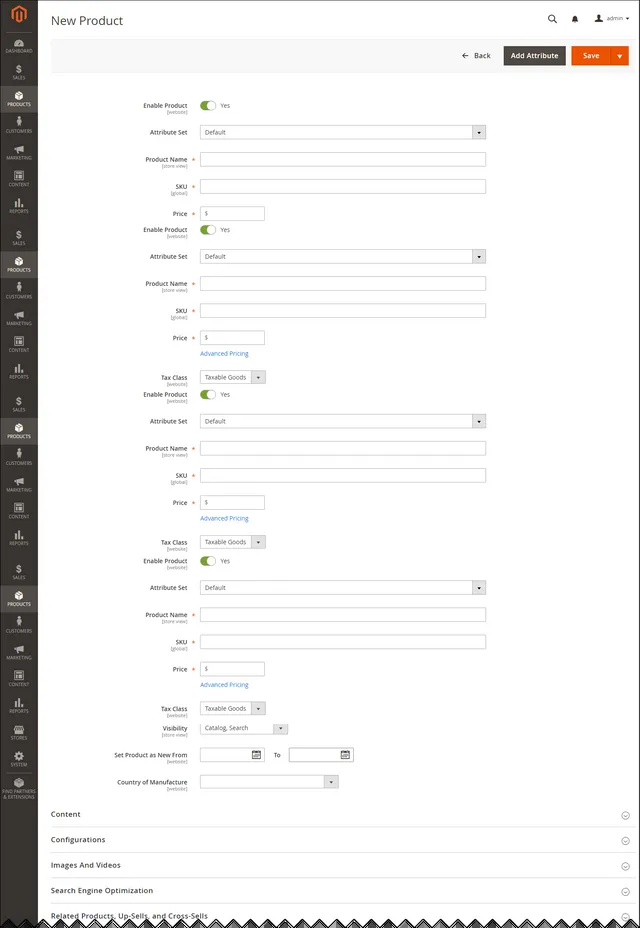 New Product
admin
Back
Add Attribute
Save
DASHBOARD
SALES
PRODUCTS
CUSTOMERS
MARKETING
CONTENT
REPORTS
SALES
PRODUCTS
CUSTOMERS
MARKETING
CONTENT
REPORTS
SALES
PRODUCTS
CUSTOMERS
MARKETING
CONTENT
REPORTS
SALES
PRODUCTS
CUSTOMERS
MARKETING
CONTENT
REPORTS
STORES
SYSTEM
FIND PARTNERS
& EXTENSIONS
Enable Product Yes
[website]
Attribute Set Default
Product Name *
[store view]
SKU *
[global]
Price * $
Enable Product Yes
[website]
Attribute Set Default
Product Name *
[store view]
SKU *
[global]
Price * $
Advanced Pricing
Tax Class Taxable Goods
[website]
Enable Product Yes
[website]
Attribute Set Default
Product Name *
[store view]
SKU *
[global]
Price * $
Advanced Pricing
Tax Class Taxable Goods
[website]
Enable Product Yes
[website]
Attribute Set Default
Product Name *
[store view]
SKU *
[global]
Price * $
Advanced Pricing
Tax Class Taxable Goods
[website]
Visibility Catalog, Search
[store view]
Set Product as New From To
[website]
Country of Manufacture
[website]
Content
Configurations
Images And Videos
Search Engine Optimization
Related Products, Up-Sells, and Cross-Sells